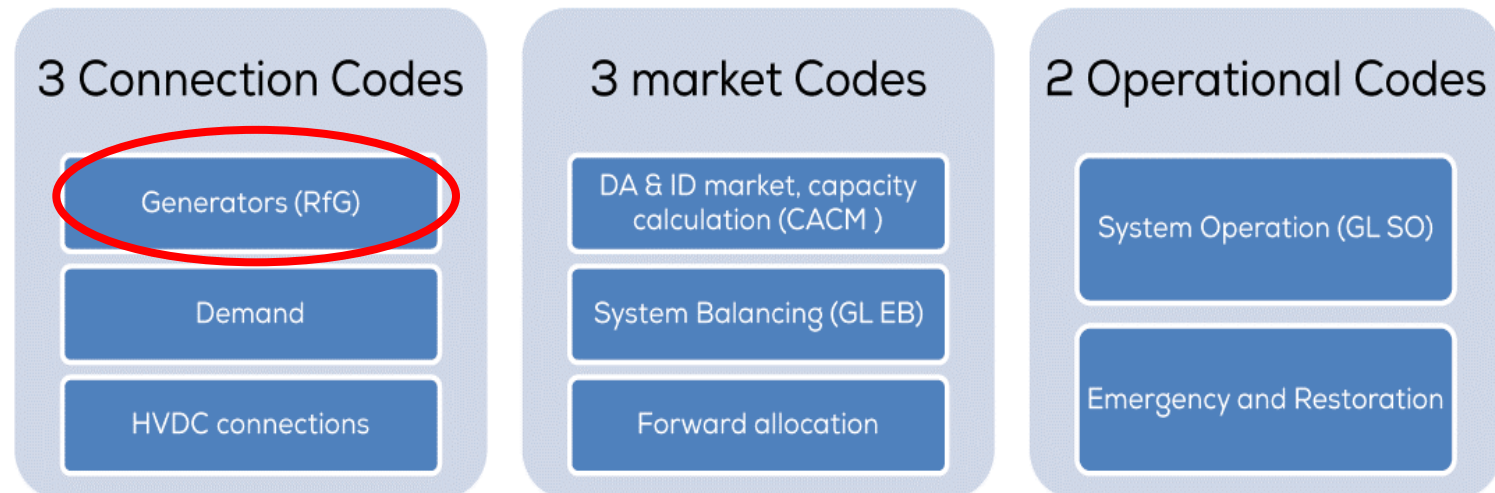 3 Connection Codes
Generators (RfG)
Demand
HVDC connections
3 market Codes
DA & ID market, capacity
calculation (CACM )
System Balancing (GL EB)
Forward allocation
2 Operational Codes
System Operation (GL SO)
Emergency and Restoration